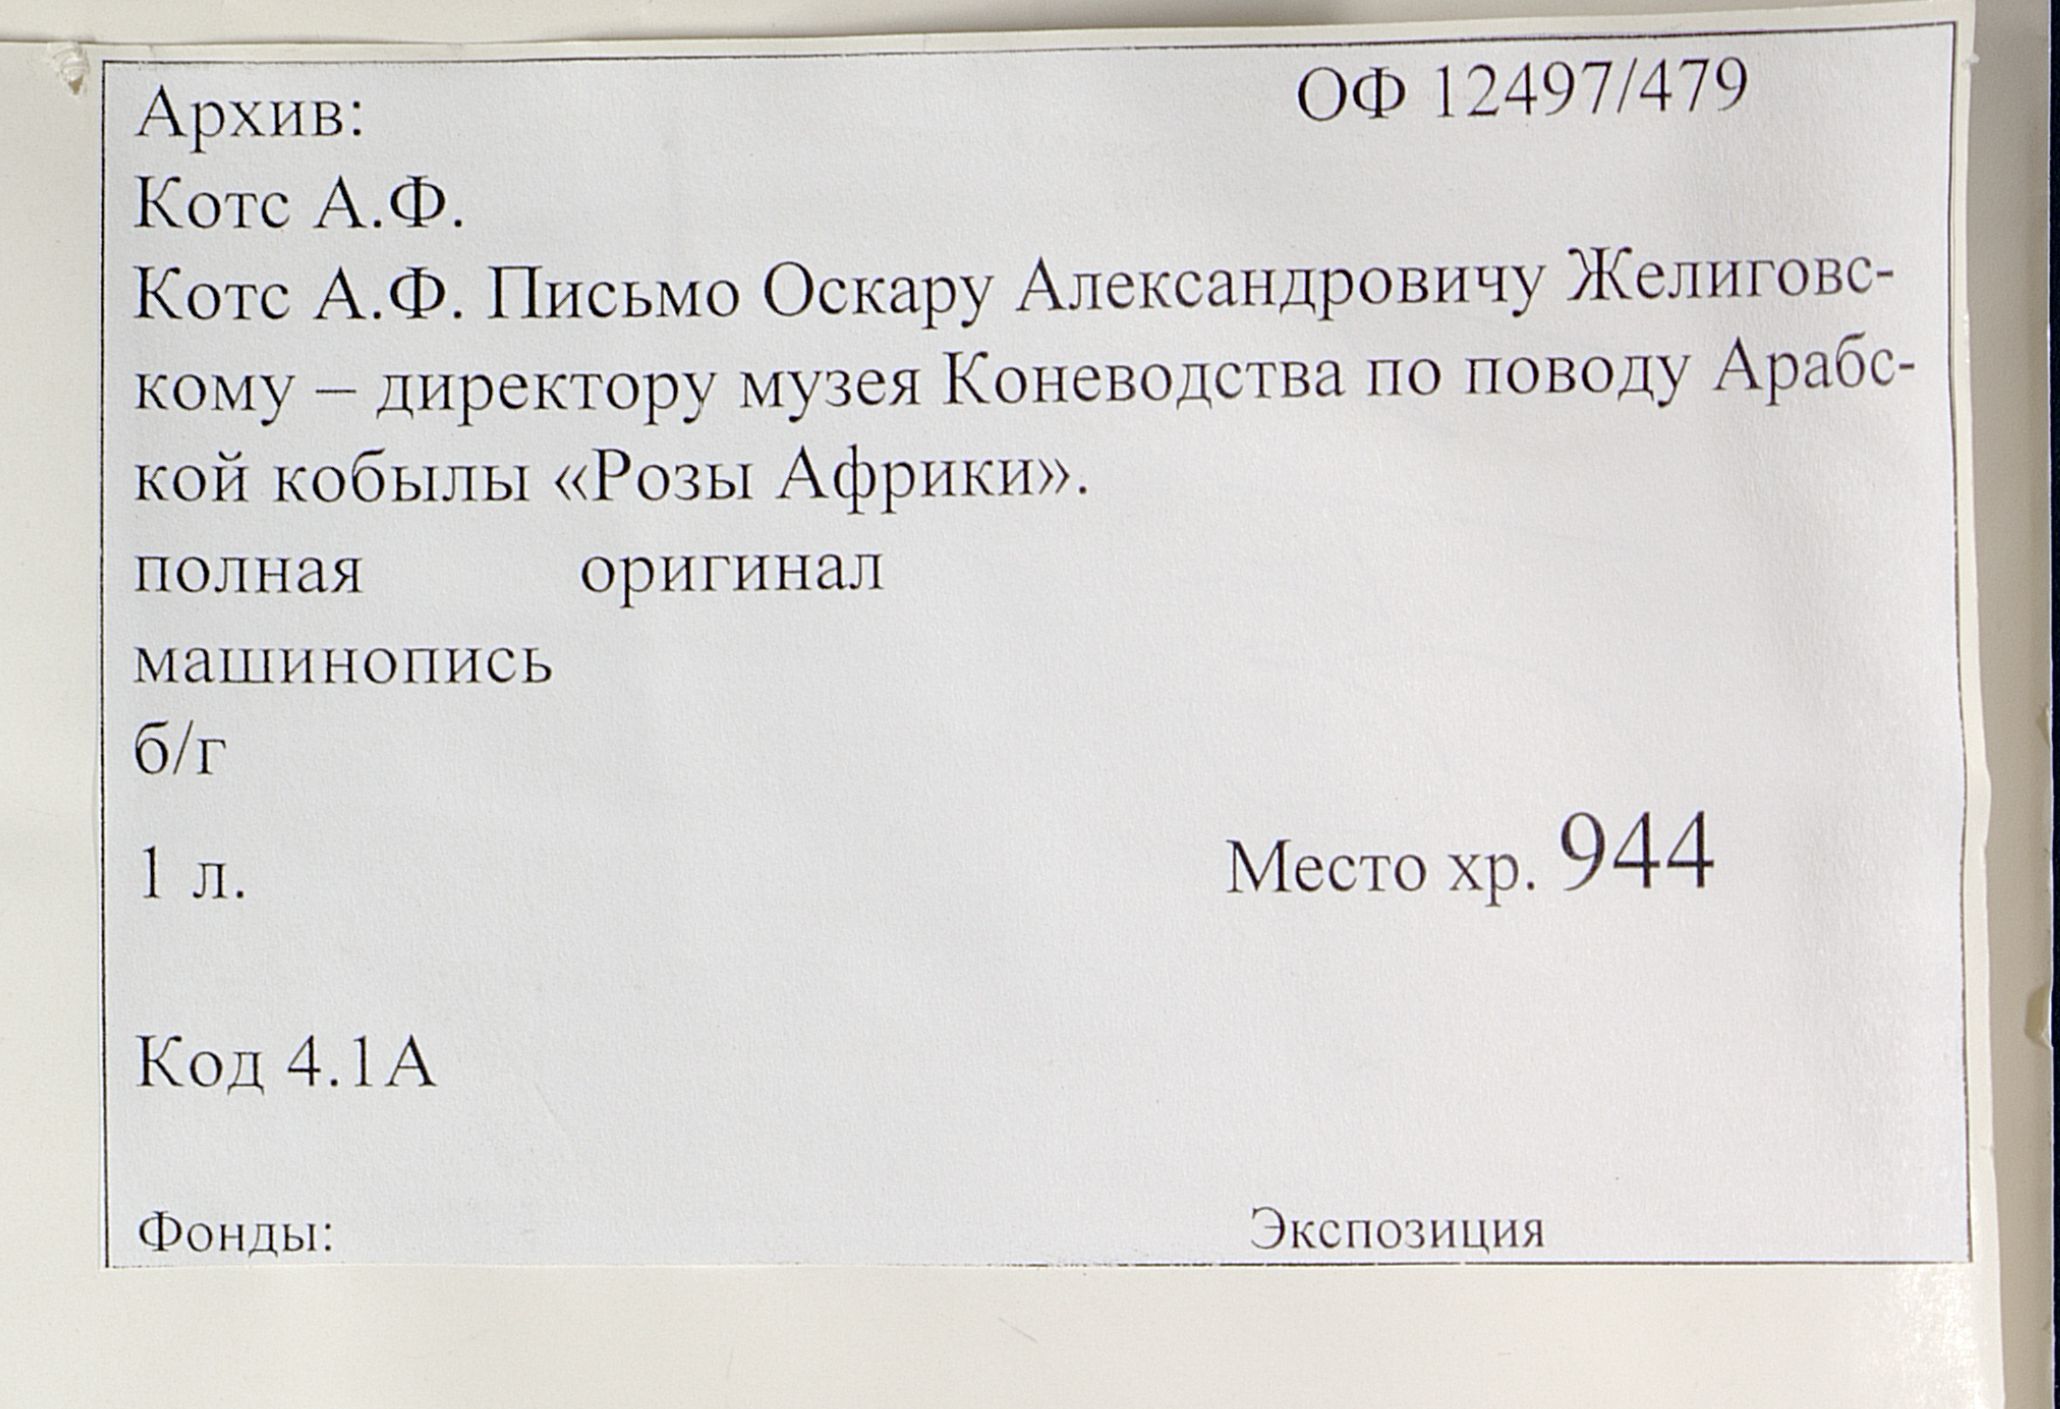 Архив: ОФ 12497/479
Котс А.Ф.
Котс А.Ф. Письмо Оскару Александровичу Желиговс-
кому – директору музея Коневодства по поводу Арабс-
кой кобылы «Розы Африки».
полная оригинал
машинопись
б/г
1 л. Место хр. 944
Код 4.1А
Фонды: Экспозиция